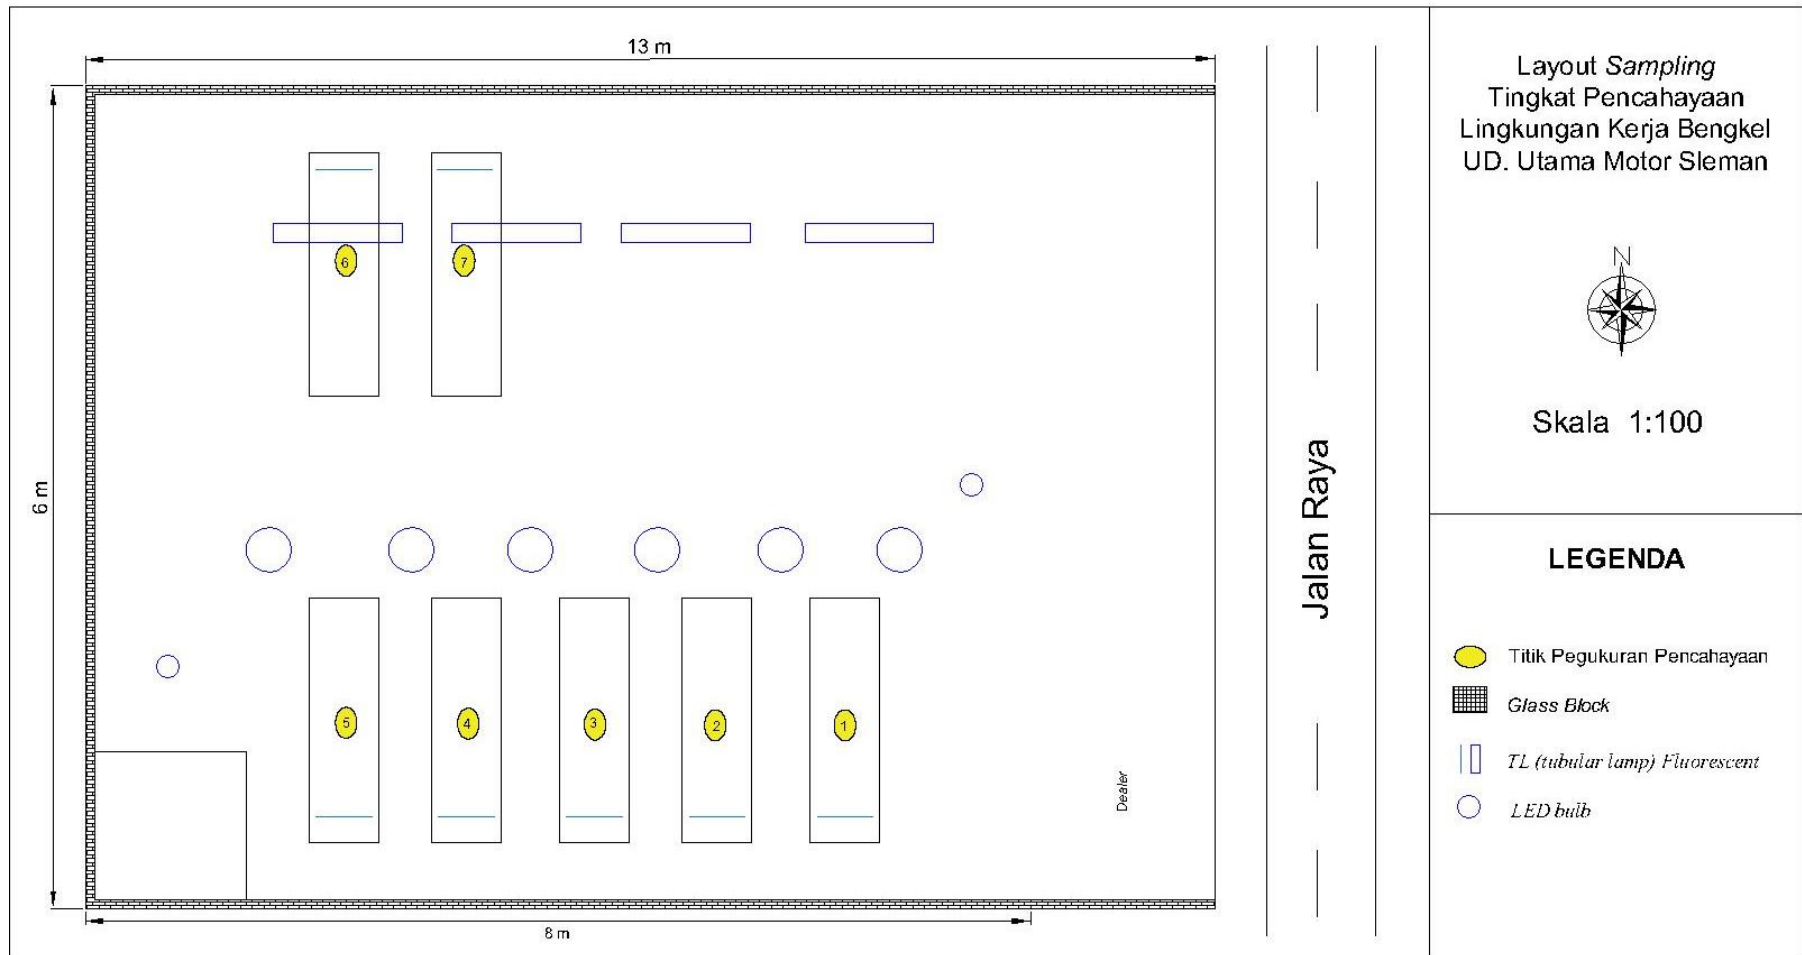 13 m
6 m
6
7
5
4
3
2
1
Dealer
8 m
Jalan Raya
Layout Sampling
Tingkat Pencahayaan
Lingkungan Kerja Bengkel
UD. Utama Motor Sleman
N
Skala 1:100
LEGENDA
Titik Pegukuran Pencahayaan
Glass Block
TL (tubular lamp) Fluorescent
LED bulb